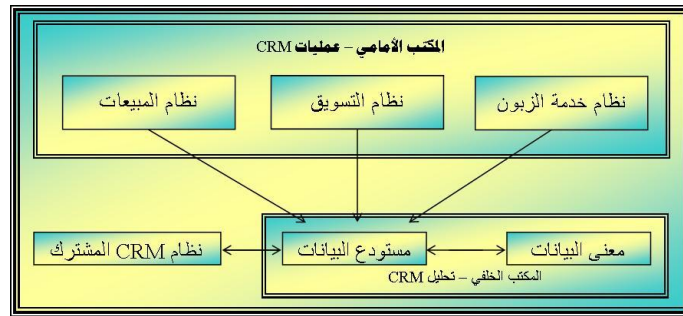 المكتب الأمامي – عمليات CRM
نظام خدمة الزبون
نظام التسويق
نظام المبيعات
معنى البيانات
مستودع البيانات
نظام CRM المشترك
المكتب الخلفي – تحليل CRM